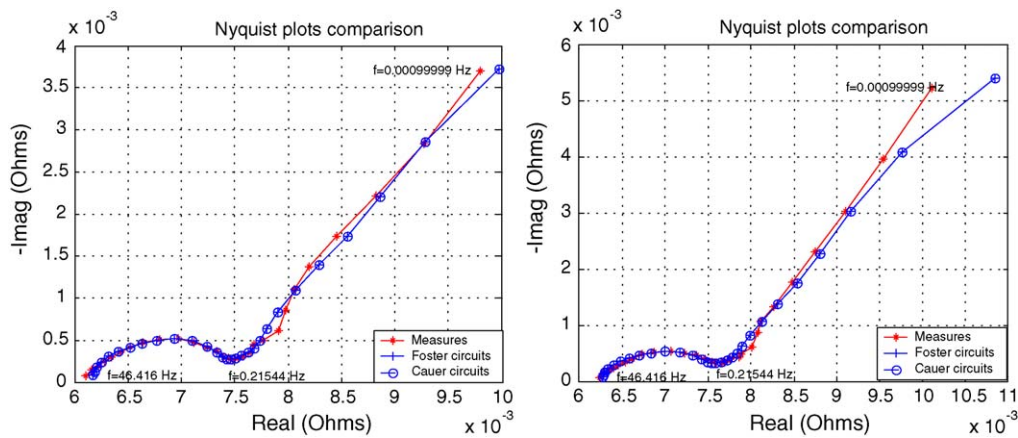 x 10⁻³
Nyquist plots comparison
4
3.5
3
2.5
2
1.5
1
0.5
0
-Imag (Ohms)
f=0.00099999 Hz
f=46.416 Hz
f=0.21544 Hz
Measures
Foster circuits
Cauer circuits
6 6.5 7 7.5 8 8.5 9 9.5 10
Real (Ohms)
x 10⁻³
x 10⁻³
Nyquist plots comparison
6
5
4
3
2
1
0
-Imag (Ohms)
f=0.00099999 Hz
f=46.416 Hz
f=0.21544 Hz
Measures
Foster circuits
Cauer circuits
6 6.5 7 7.5 8 8.5 9 9.5 10 10.5 11
Real (Ohms)
x 10⁻³